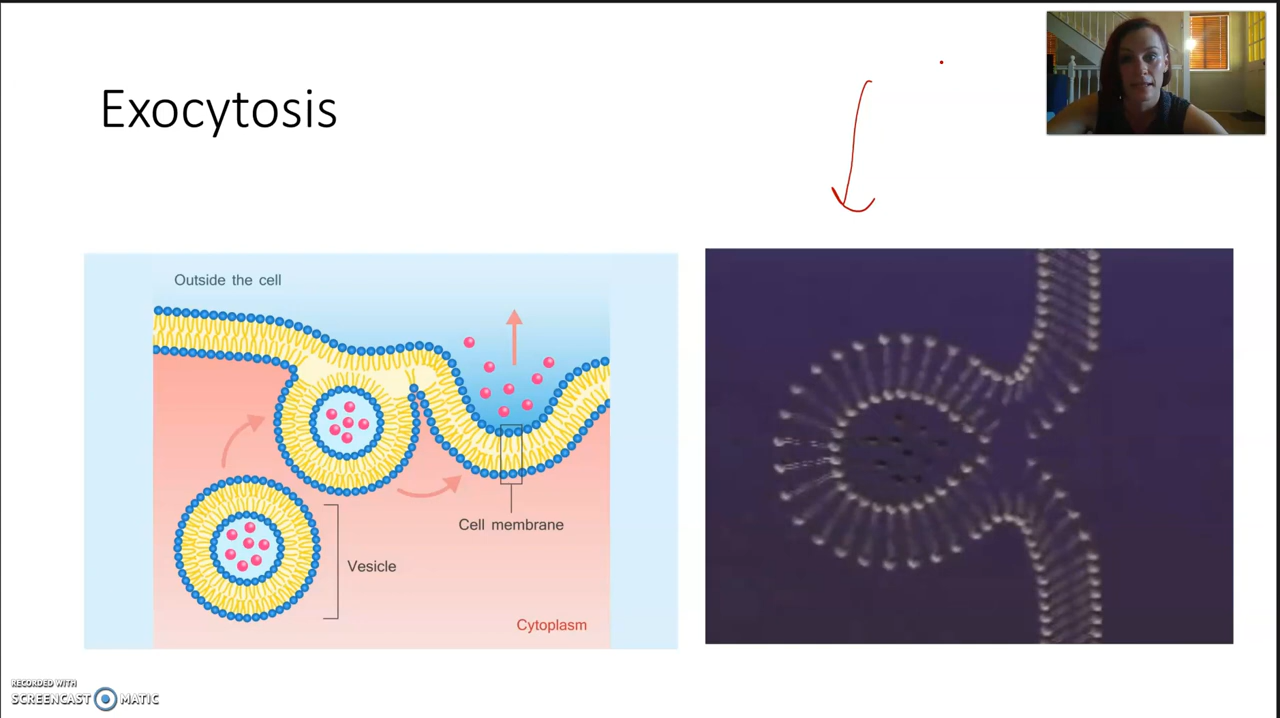 Exocytosis
Outside the cell
Cell membrane
Vesicle
Cytoplasm
RECORDED WITH
SCREENCAST MATIC